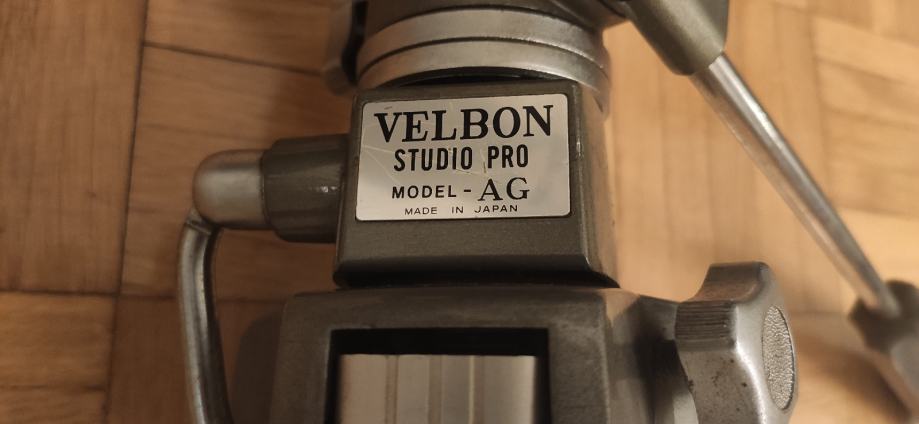 VELBON
STUDIO PRO
MODEL - AG
MADE IN JAPAN